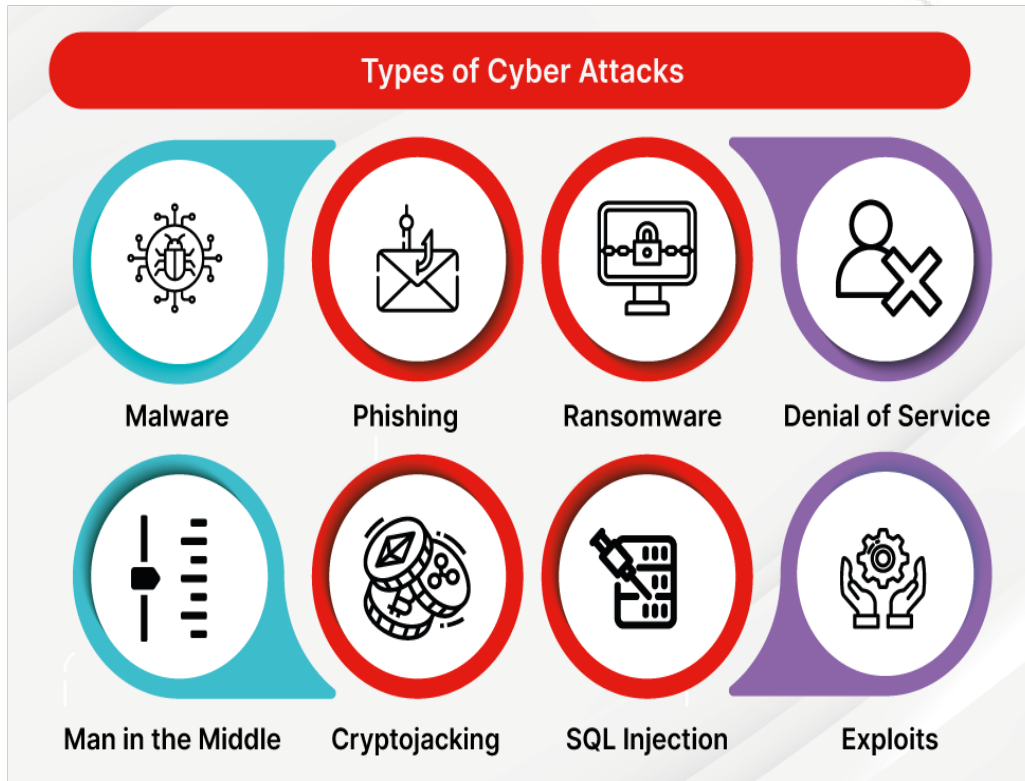 Types of Cyber Attacks
Malware
Phishing
Ransomware
Denial of Service
Man in the Middle
Cryptojacking
SQL Injection
Exploits